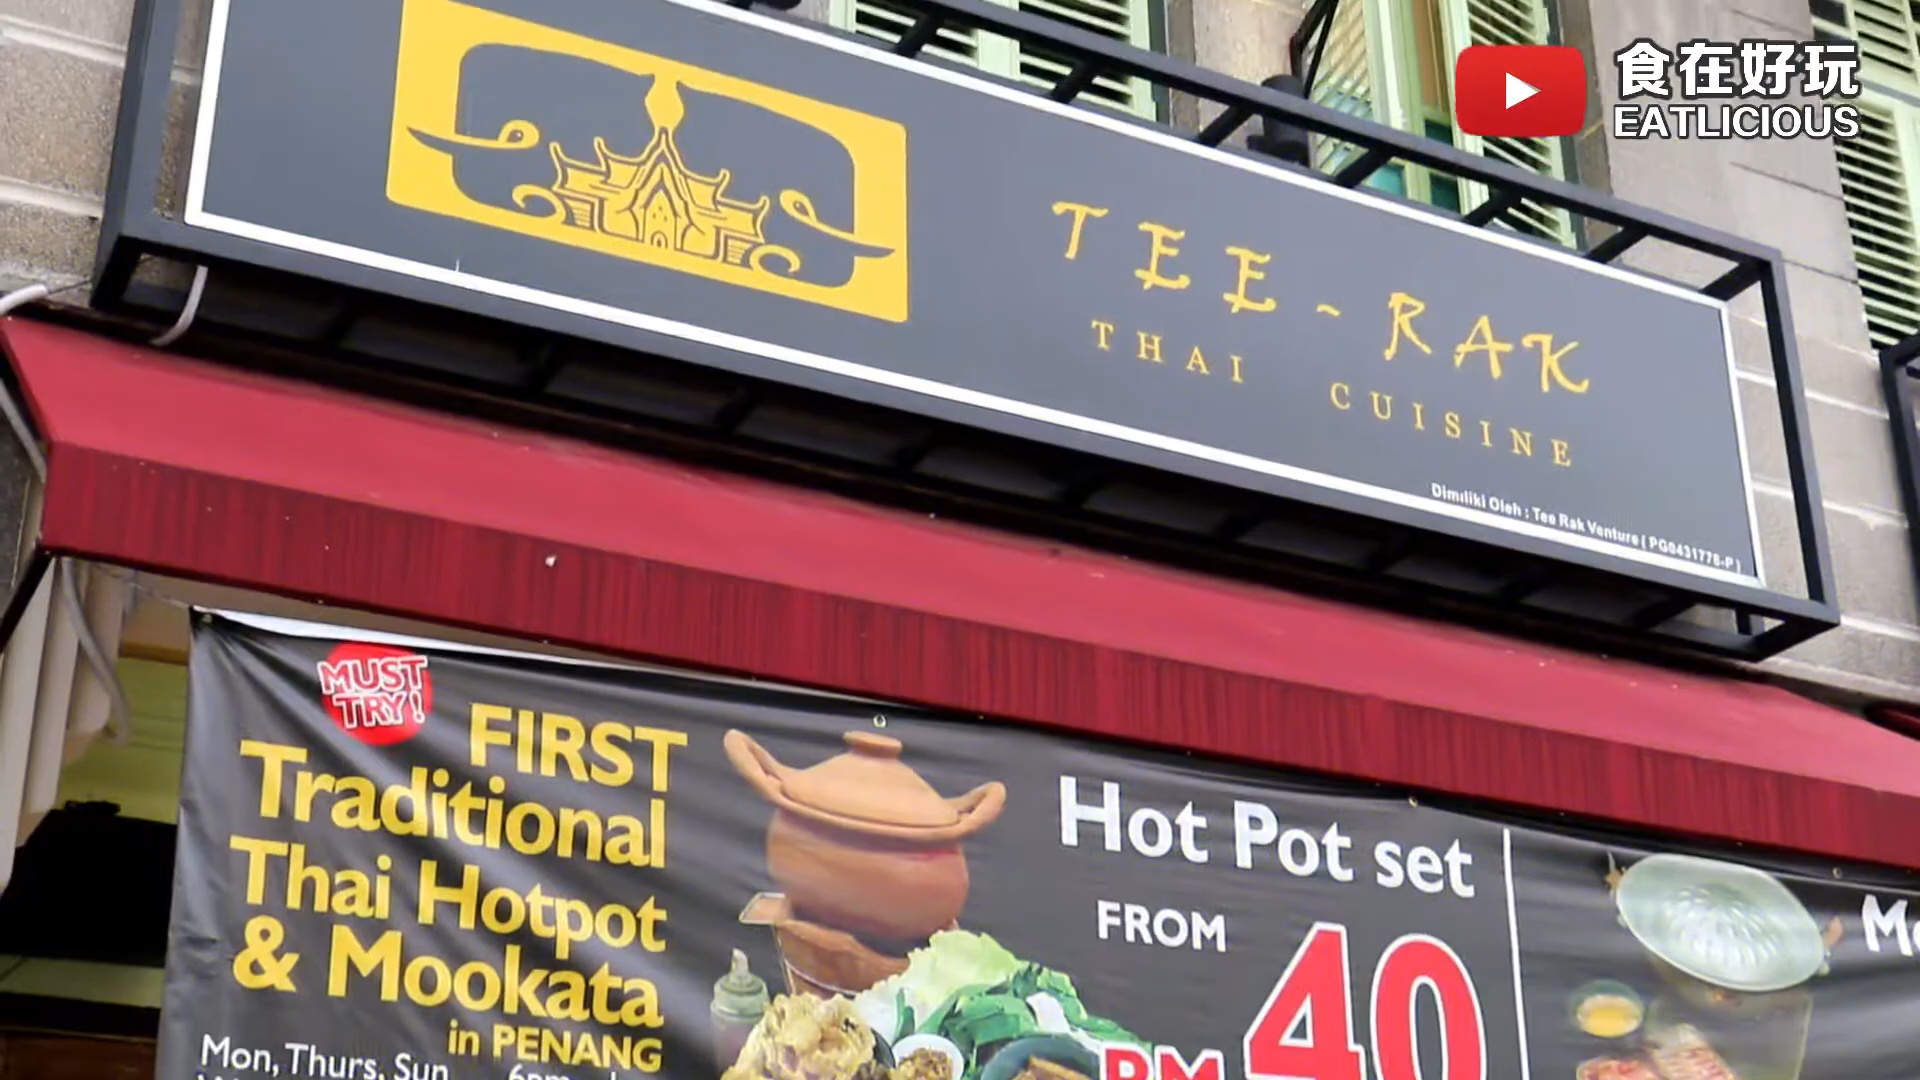 食在好玩
EATLICIOUS
TEE-RAK
THAI CUISINE
Dimiliki Oleh : Tee Rak Venture ( PG0431778-P )
MUST
TRY!
FIRST
Traditional
Thai Hotpot
& Mookata
in PENANG
Mon, Thurs, Sun
Hot Pot set
FROM
RM 40